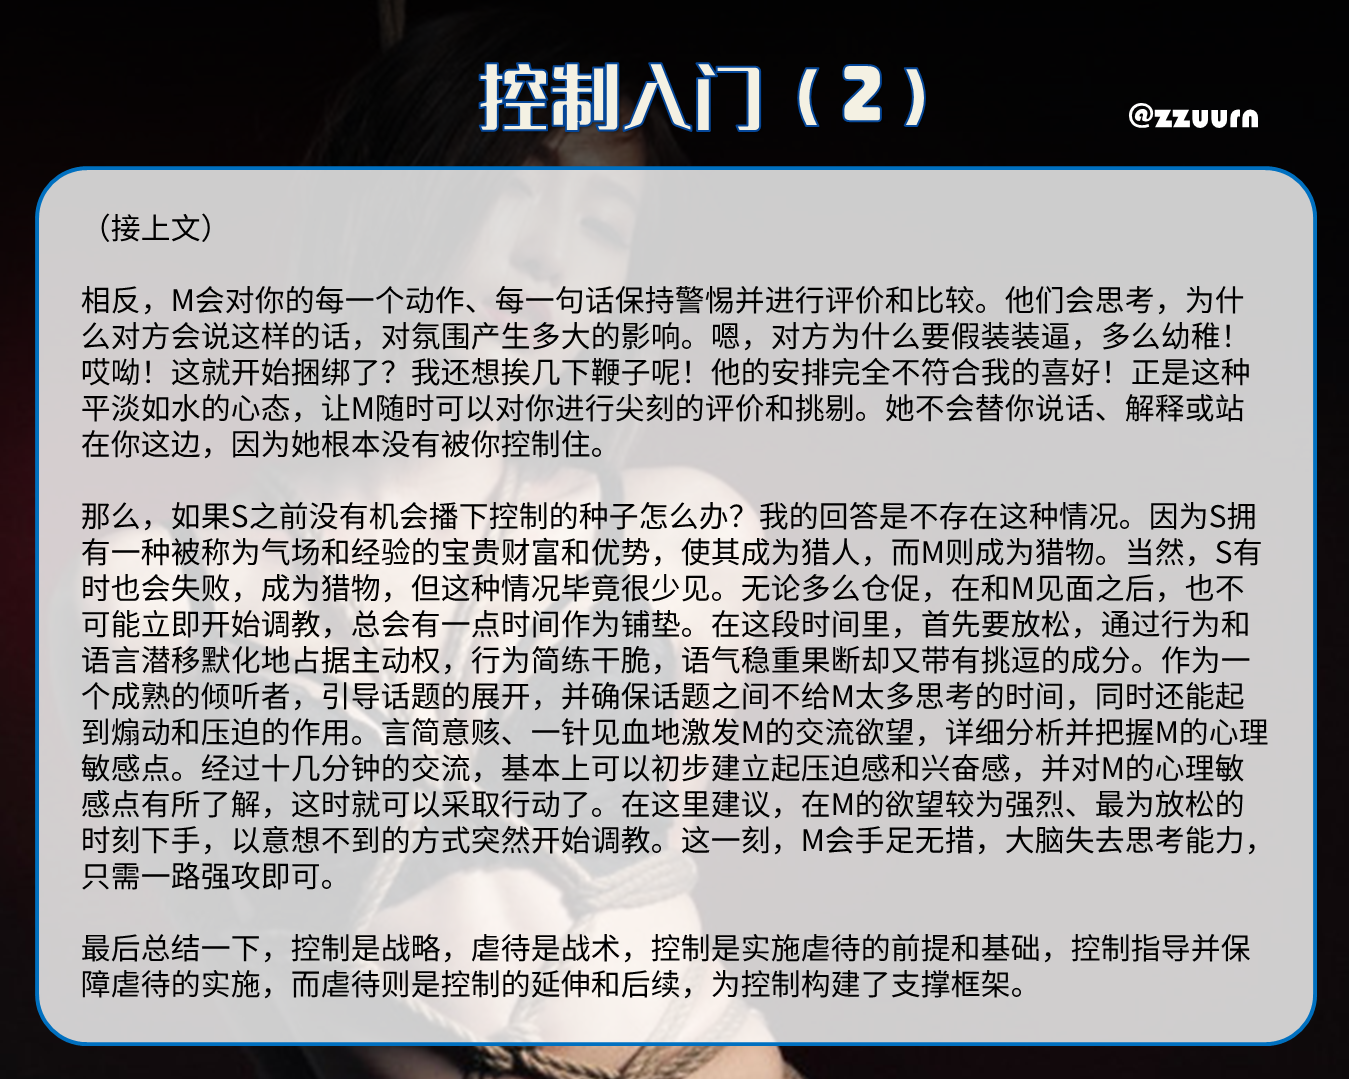 控制入门（2）
@zzuurn
（接上文）
相反，M会对你的每一个动作、每一句话保持警惕并进行评价和比较。他们会思考，为什
么对方会说这样的话，对氛围产生多大的影响。嗯，对方为什么要假装装逼，多么幼稚！
哎呦！这就开始捆绑了？我还想挨几下鞭子呢！他的安排完全不符合我的喜好！正是这种
平淡如水的心态，让M随时可以对你进行尖刻的评价和挑剔。她不会替你说话、解释或站
在你这边，因为她根本没有被你控制住。
那么，如果S之前没有机会播下控制的种子怎么办？我的回答是不存在这种情况。因为S拥
有一种被称为气场和经验的宝贵财富和优势，使其成为猎人，而M则成为猎物。当然，S有
时也会失败，成为猎物，但这种情况毕竟很少见。无论多么仓促，在和M见面之后，也不
可能立即开始调教，总会有一点时间作为铺垫。在这段时间里，首先要放松，通过行为和
语言潜移默化地占据主动权，行为简练干脆，语气稳重果断却又带有挑逗的成分。作为一
个成熟的倾听者，引导话题的展开，并确保话题之间不给M太多思考的时间，同时还能起
到煽动和压迫的作用。言简意赅、一针见血地激发M的交流欲望，详细分析并把握M的心理
敏感点。经过十几分钟的交流，基本上可以初步建立起压迫感和兴奋感，并对M的心理敏
感点有所了解，这时就可以采取行动了。在这里建议，在M的欲望较为强烈、最为放松的
时刻下手，以意想不到的方式突然开始调教。这一刻，M会手足无措，大脑失去思考能力，
只需一路强攻即可。
最后总结一下，控制是战略，虐待是战术，控制是实施虐待的前提和基础，控制指导并保
障虐待的实施，而虐待则是控制的延伸和后续，为控制构建了支撑框架。